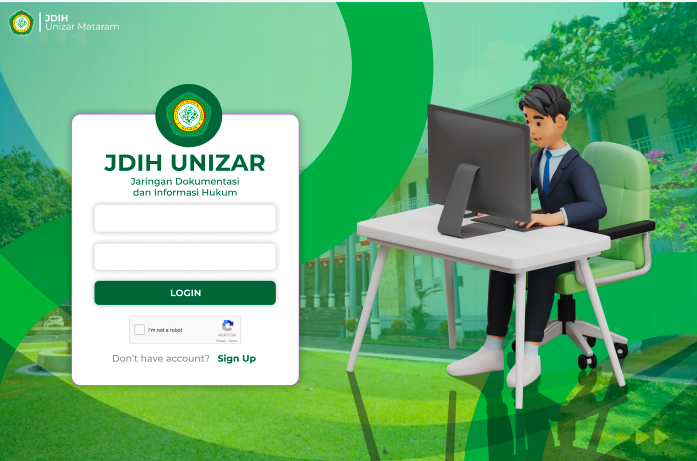 JDIH
Unizar Mataram
JDIH UNIZAR
Jaringan Dokumentasi
dan Informasi Hukum
LOGIN
I'm not a robot
reCAPTCHA
Privacy - Terms
Don't have account? Sign Up